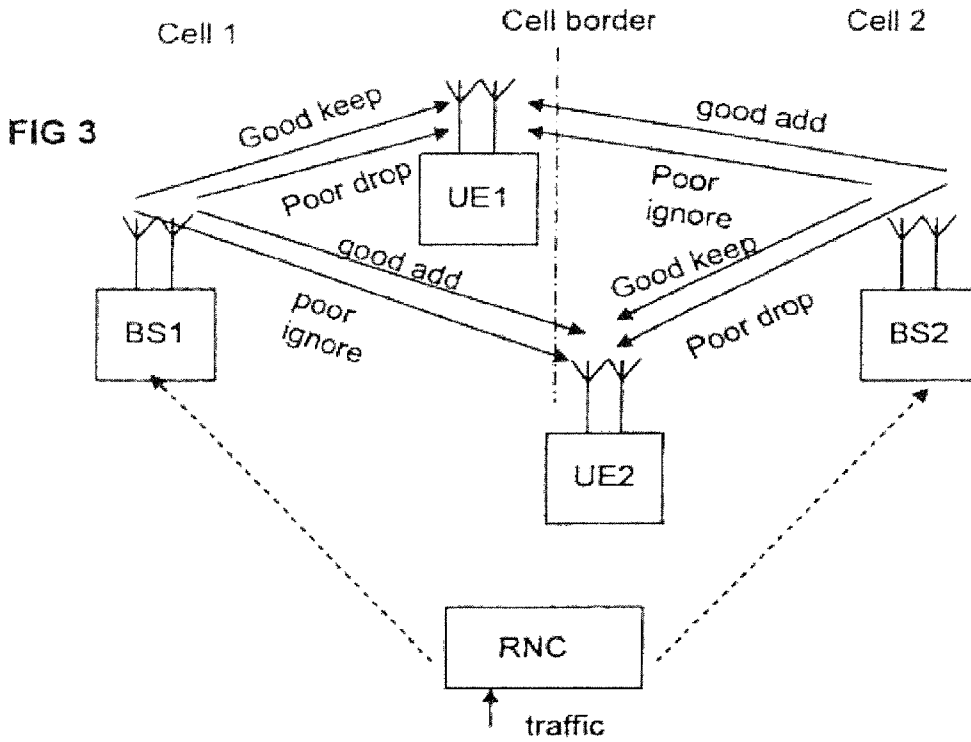 Cell 1
Cell border
Cell 2
FIG 3
Good keep
good add
Poor drop
UE1
Poor
ignore
good add
Good keep
poor
ignore
Poor drop
BS1
BS2
UE2
RNC
traffic